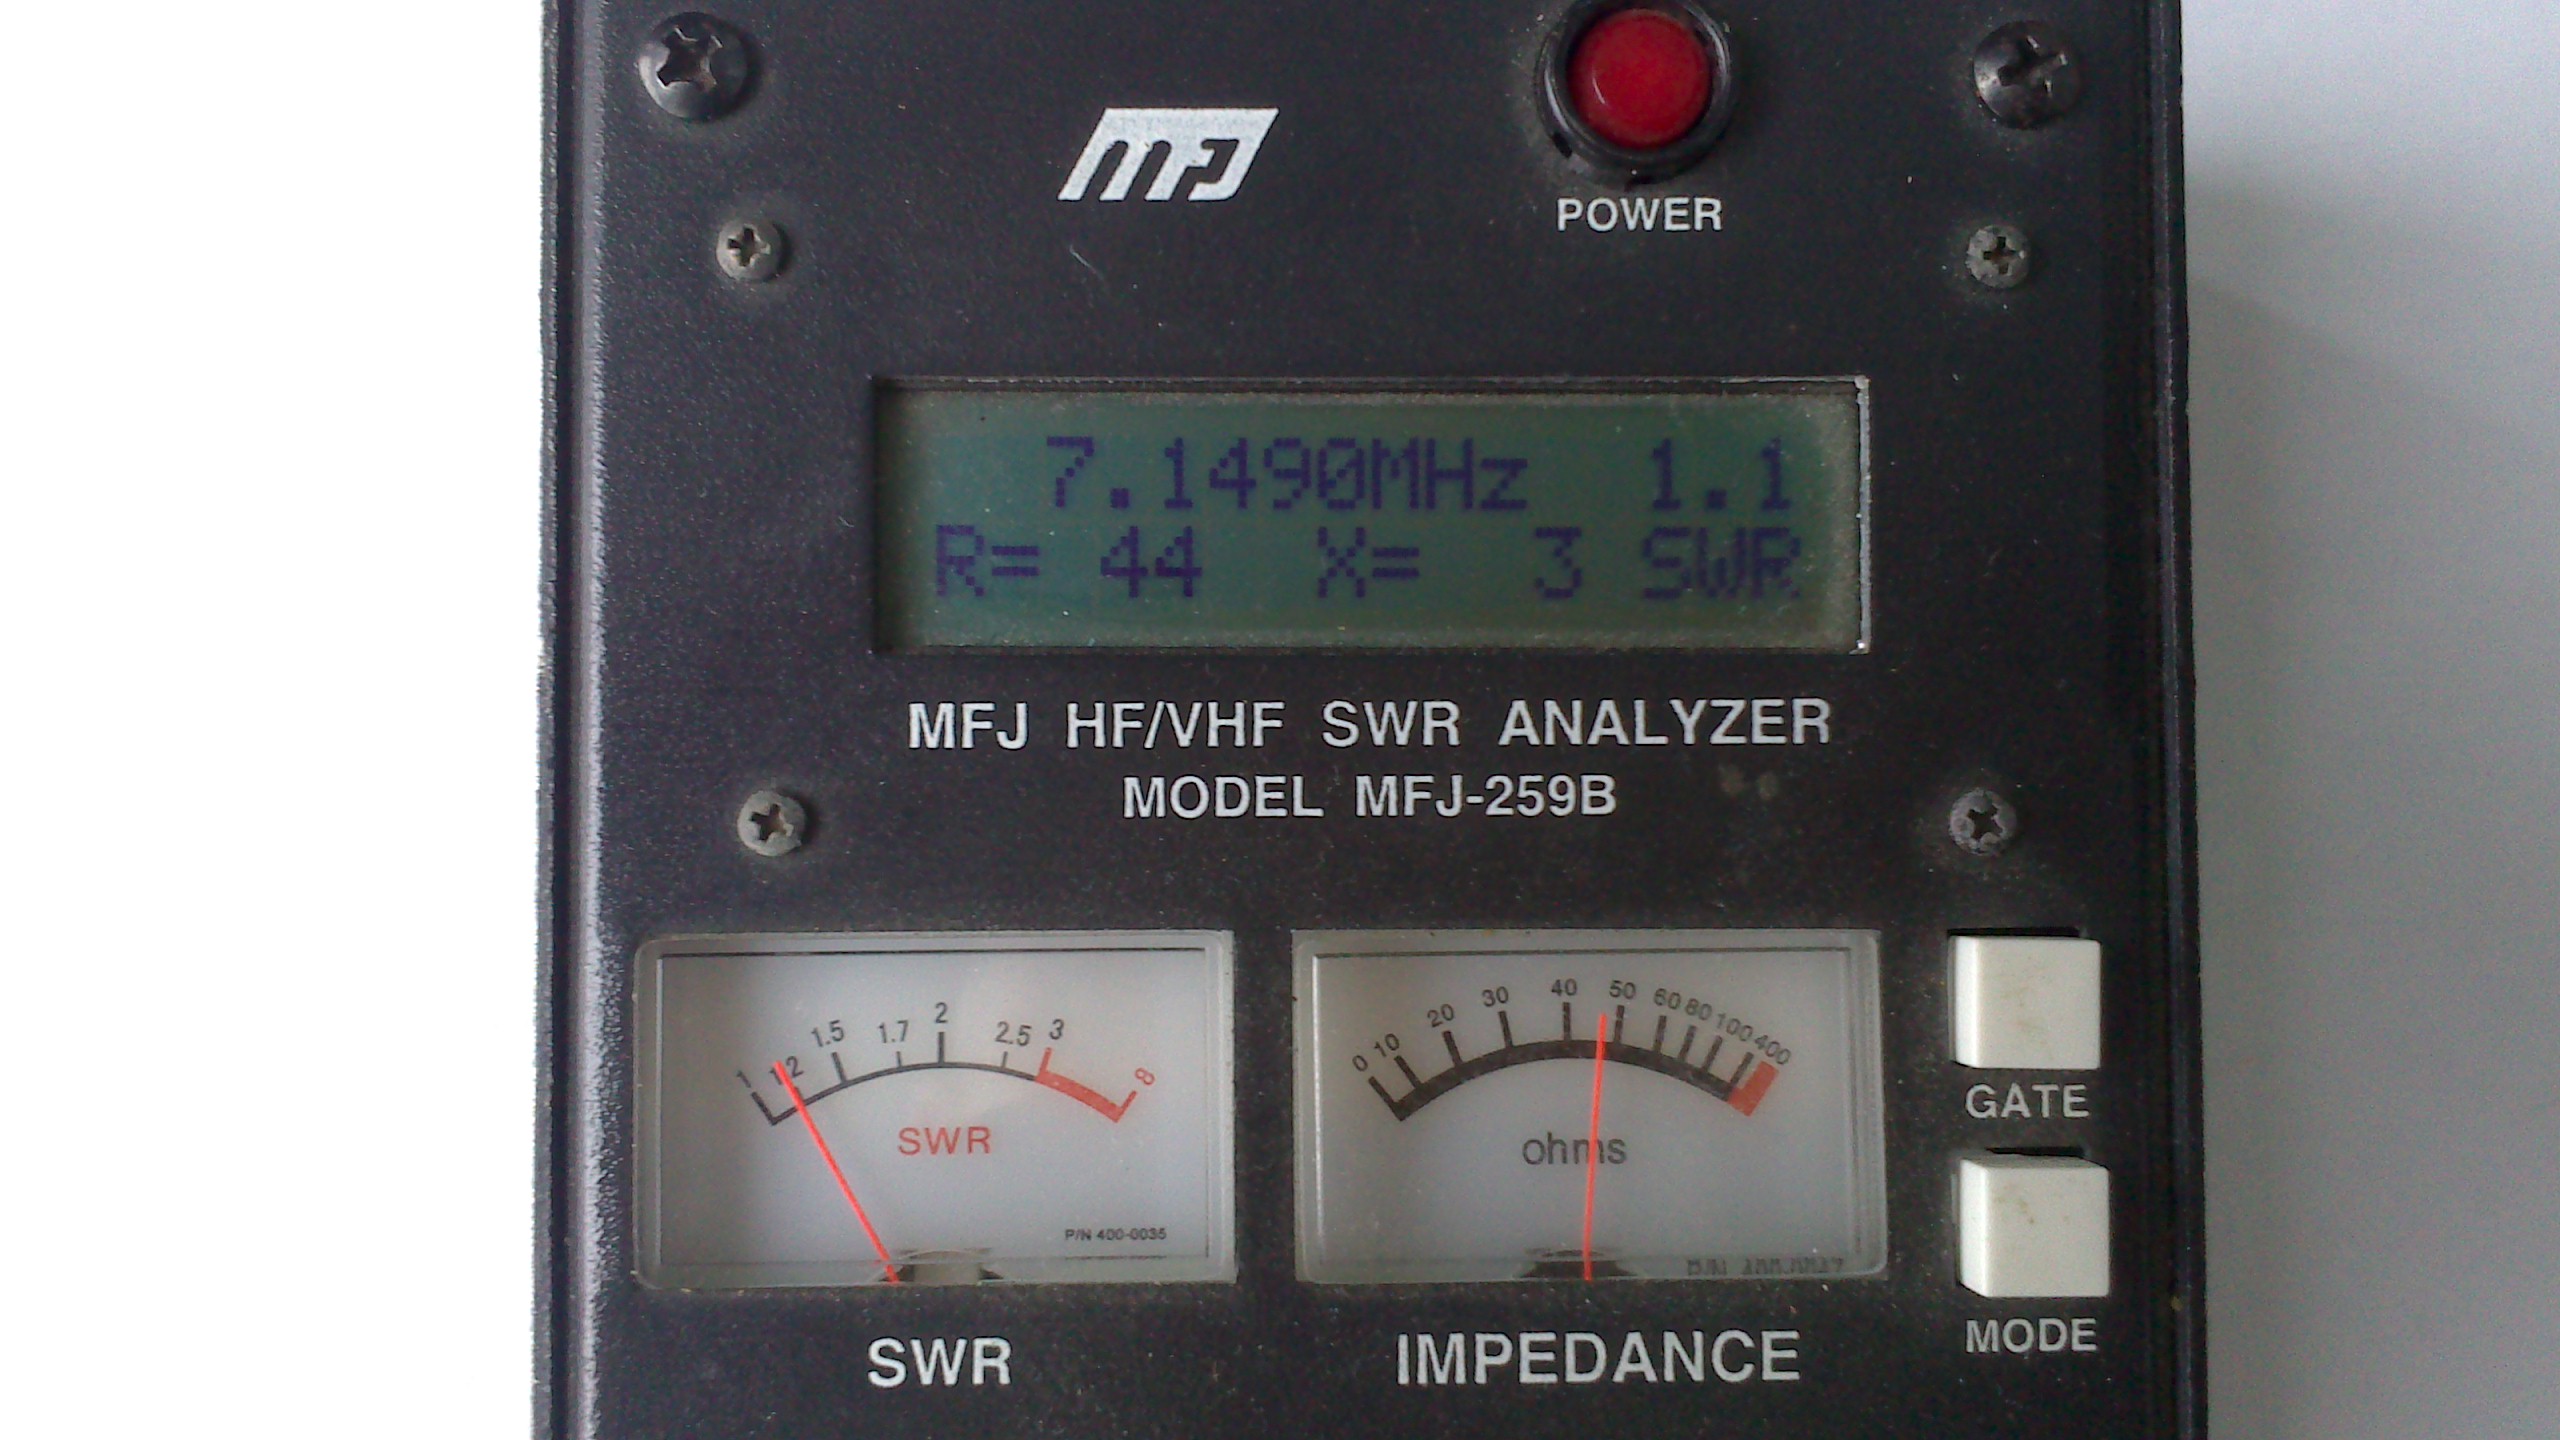 MFJ
POWER
7.1490MHz 1.1
R= 44 X= 3 SWR
MFJ HF/VHF SWR ANALYZER
MODEL MFJ-259B
1 1.2 1.5 1.7 2 2.5 3 8
SWR
P/N 400-0035
0 10 20 30 40 50 60 80 100 400
ohms
GATE
MODE
SWR
IMPEDANCE